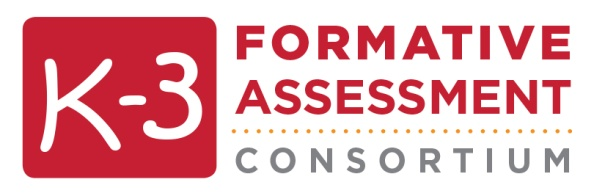 K-3
FORMATIVE
ASSESSMENT
CONSORTIUM